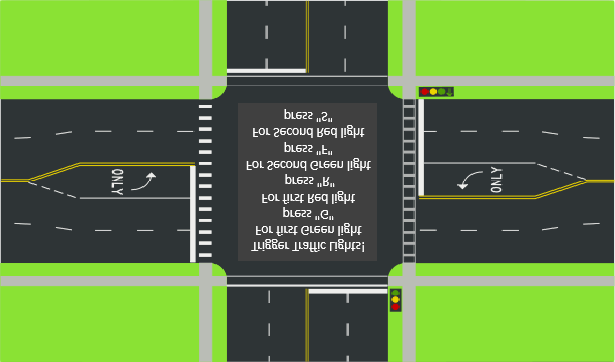 Trigger Traffic Lights!
For first Green light
press "G"
For first Red light
press "R"
For Second Green light
press "F"
For Second Red light
press "S"
ONLY
ONLY